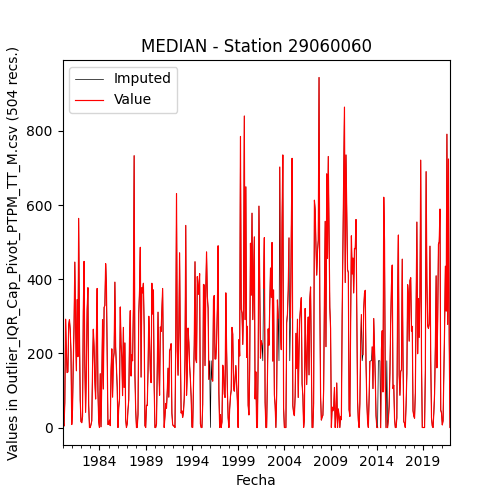 MEDIAN - Station 29060060
Imputed
Value
Values in Outlier_IQR_Cap_Pivot_PTPM_TT_M.csv (504 recs.)
800
600
400
200
0
1984 1989 1994 1999 2004 2009 2014 2019
Fecha